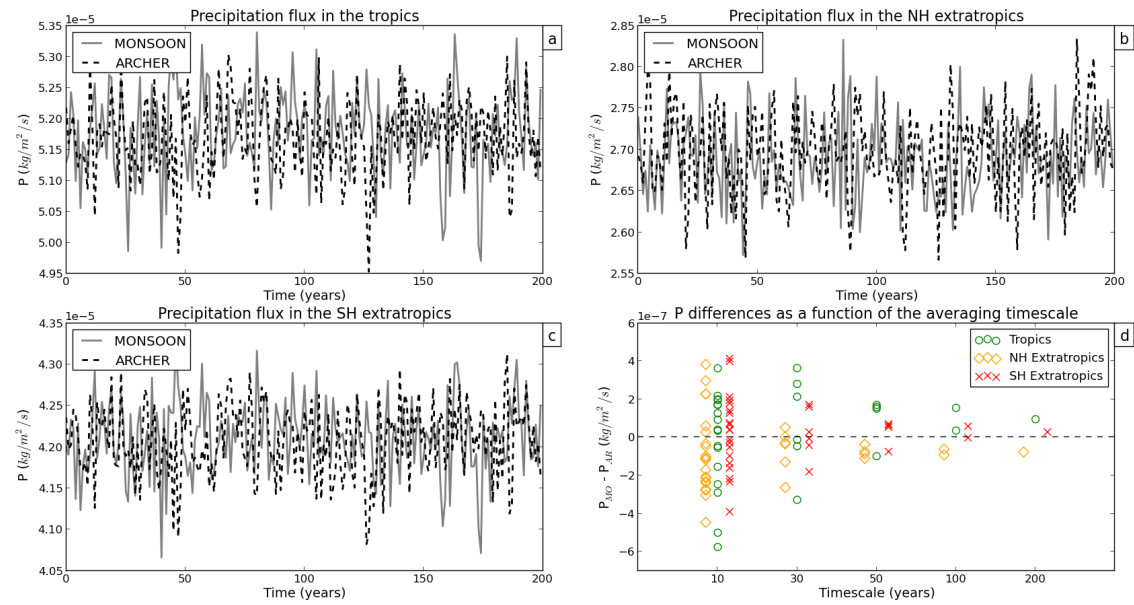 Precipitation flux in the tropics
1e−5
a
MONSOON
ARCHER
P (kg/m² /s)
5.35
5.30
5.25
5.20
5.15
5.10
5.05
5.00
4.95
0 50 100 150 200
Time (years)
Precipitation flux in the NH extratropics
1e−5
b
MONSOON
ARCHER
P (kg/m² /s)
2.85
2.80
2.75
2.70
2.65
2.60
2.55
0 50 100 150 200
Time (years)
Precipitation flux in the SH extratropics
1e−5
c
MONSOON
ARCHER
P (kg/m² /s)
4.35
4.30
4.25
4.20
4.15
4.10
4.05
0 50 100 150 200
Time (years)
P differences as a function of the averaging timescale
1e−7
d
Tropics
NH Extratropics
SH Extratropics
P_MO - P_AR (kg/m² /s)
6
4
2
0
−2
−4
−6
10 30 50 100 200
Timescale (years)